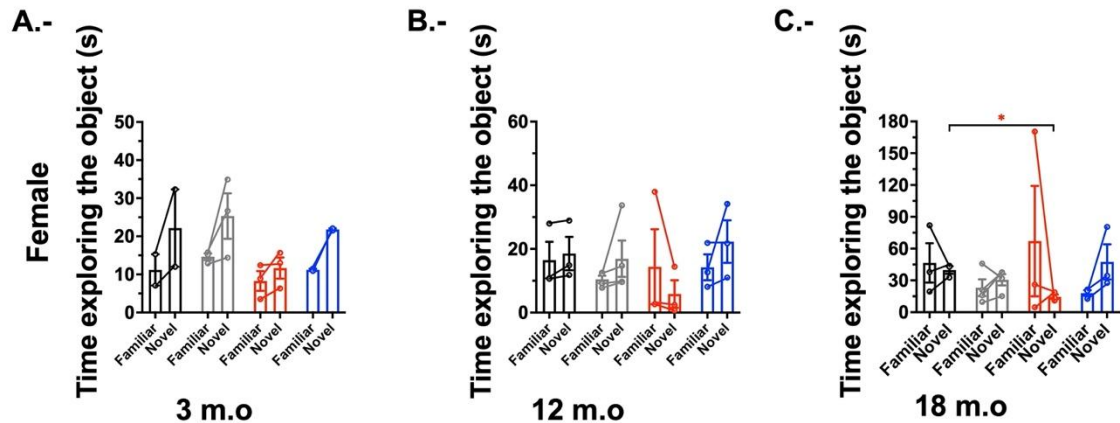 A.-
B.-
C.-
Female
Time exploring the object (s)
50
40
30
20
10
0
Familiar
Novel
Familiar
Novel
Familiar
Novel
Familiar
Novel
3 m.o
Time exploring the object (s)
60
40
20
0
Familiar
Novel
Familiar
Novel
Familiar
Novel
Familiar
Novel
12 m.o
Time exploring the object (s)
180
150
120
90
60
30
0
*
Familiar
Novel
Familiar
Novel
Familiar
Novel
Familiar
Novel
18 m.o